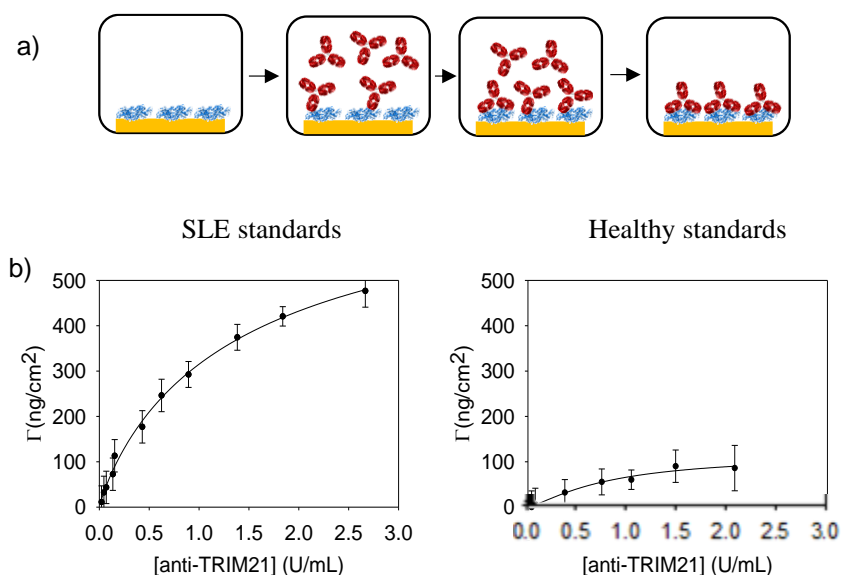 a)
SLE standards
Healthy standards
b)
500
400
300
200
100
0
Γ(ng/cm2)
0.0 0.5 1.0 1.5 2.0 2.5 3.0
[anti-TRIM21] (U/mL)
500
400
300
200
100
0
Γ(ng/cm2)
0.0 0.5 1.0 1.5 2.0 2.5 3.0
[anti-TRIM21] (U/mL)